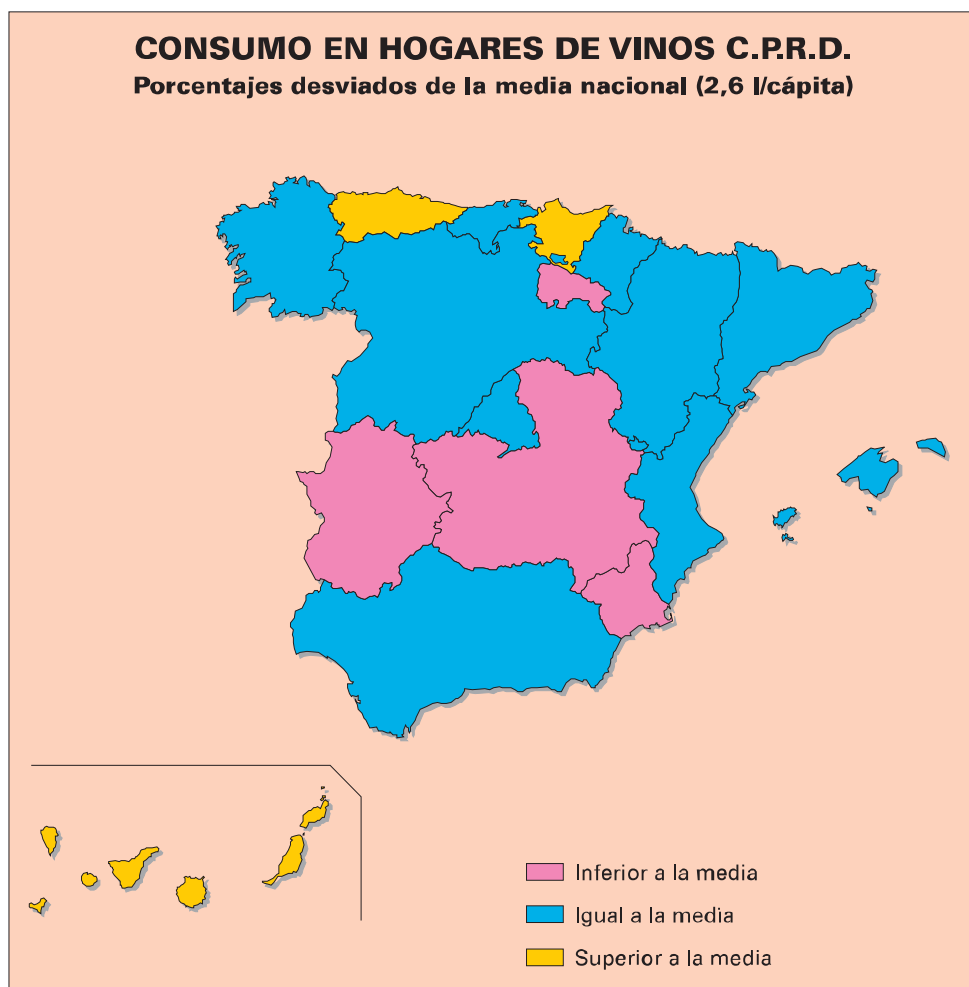 CONSUMO EN HOGARES DE VINOS C.P.R.D.
Porcentajes desviados de la media nacional (2,6 l/cápita)
Inferior a la media
Igual a la media
Superior a la media